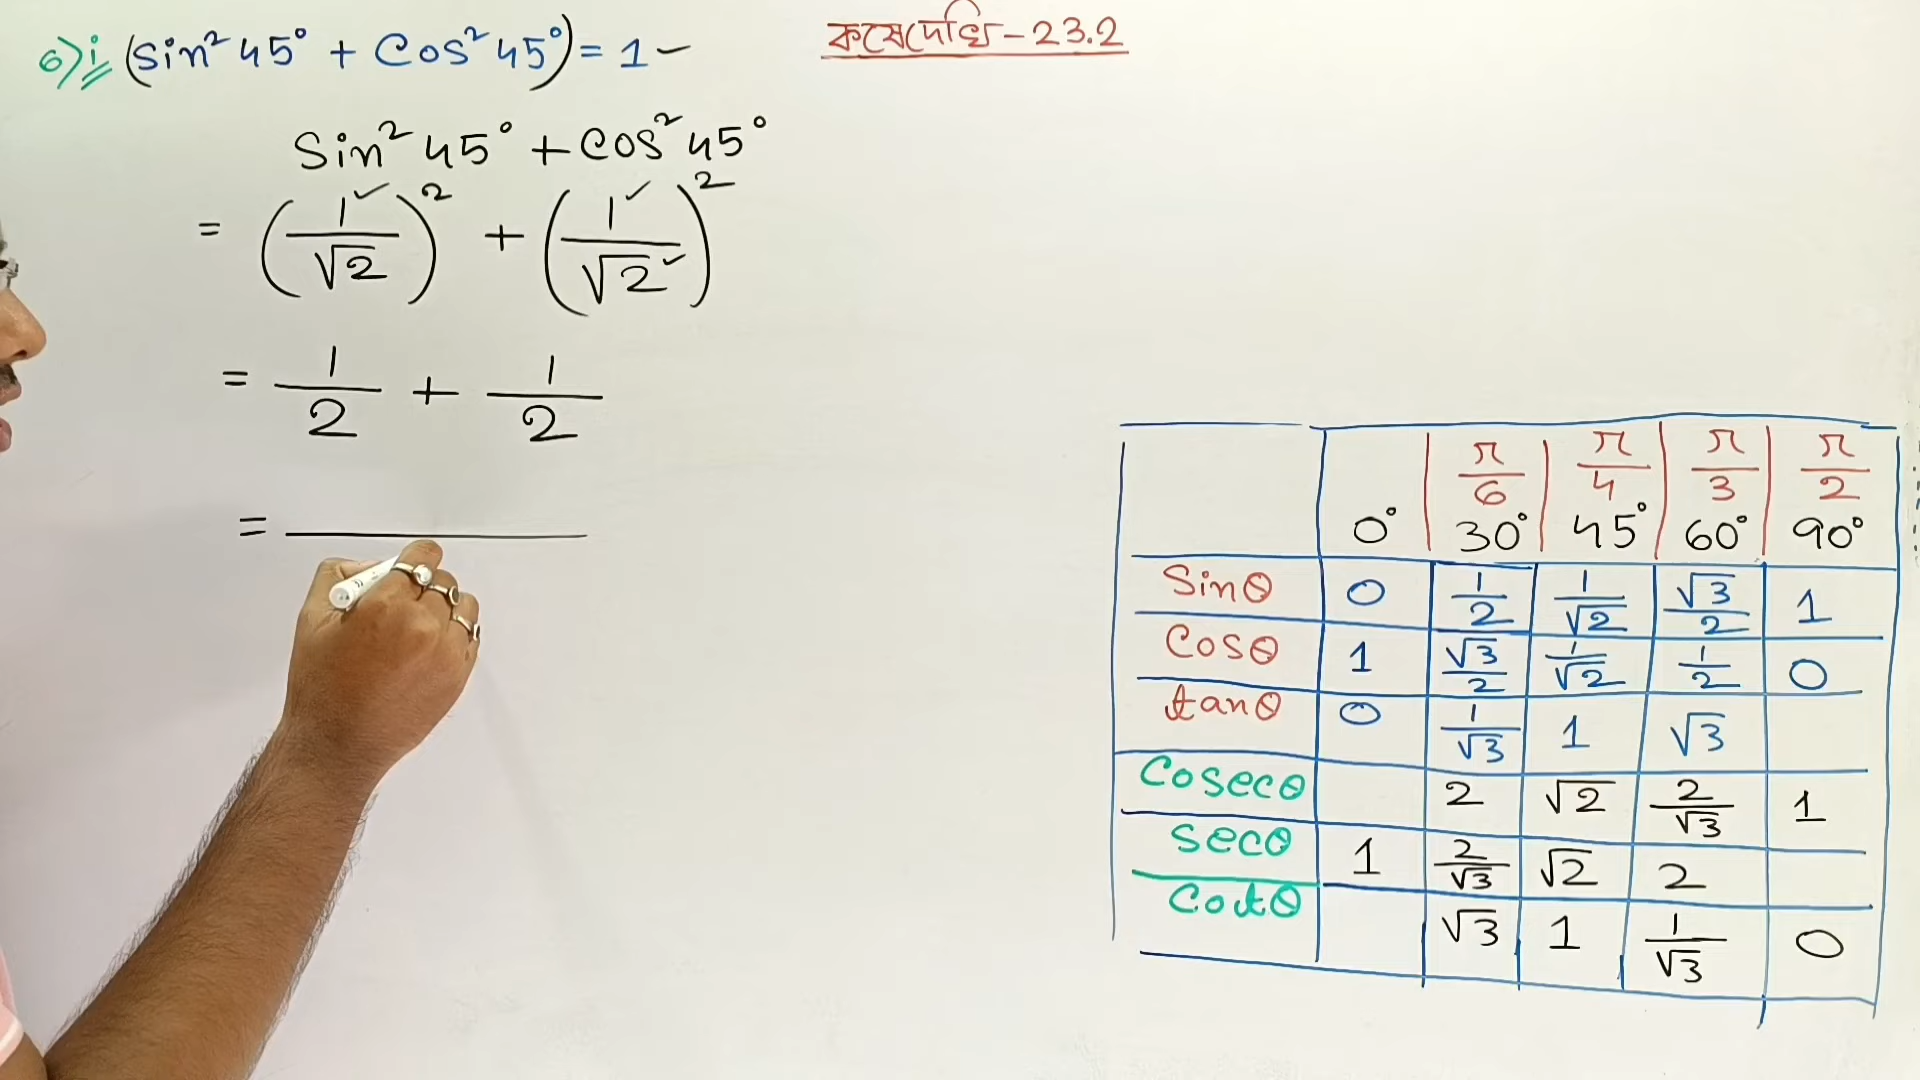 6) i (Sin² 45° + Cos² 45°) = 1
কষেদেখি - 23.2
Sin² 45° + Cos² 45°
= (1/√2)² + (1/√2)²
= 1/2 + 1/2
=
π/6 π/4 π/3 π/2
0° 30° 45° 60° 90°
Sinθ 0 1/2 1/√2 √3/2 1
Cosθ 1 √3/2 1/√2 1/2 0
tanθ 0 1/√3 1 √3
Cosecθ 2 √2 2/√3 1
Secθ 1 2/√3 √2 2
Cotθ √3 1 1/√3 0